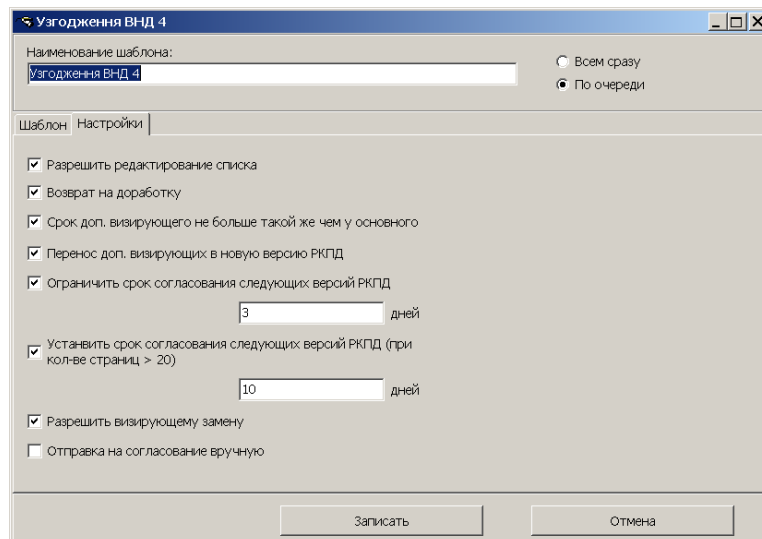 Узгодження ВНД 4
Наименование шаблона:
Узгодження ВНД 4
Всем сразу
По очереди
Шаблон
Настройки
Разрешить редактирование списка
Возврат на доработку
Срок доп. визирующего не больше такой же чем у основного
Перенос доп. визирующих в новую версию РКПД
Ограничить срок согласования следующих версий РКПД
3
дней
Устанвить срок согласования следующих версий РКПД (при
кол-ве страниц > 20)
10
дней
Разрешить визирующему замену
Отправка на согласование вручную
Записать
Отмена